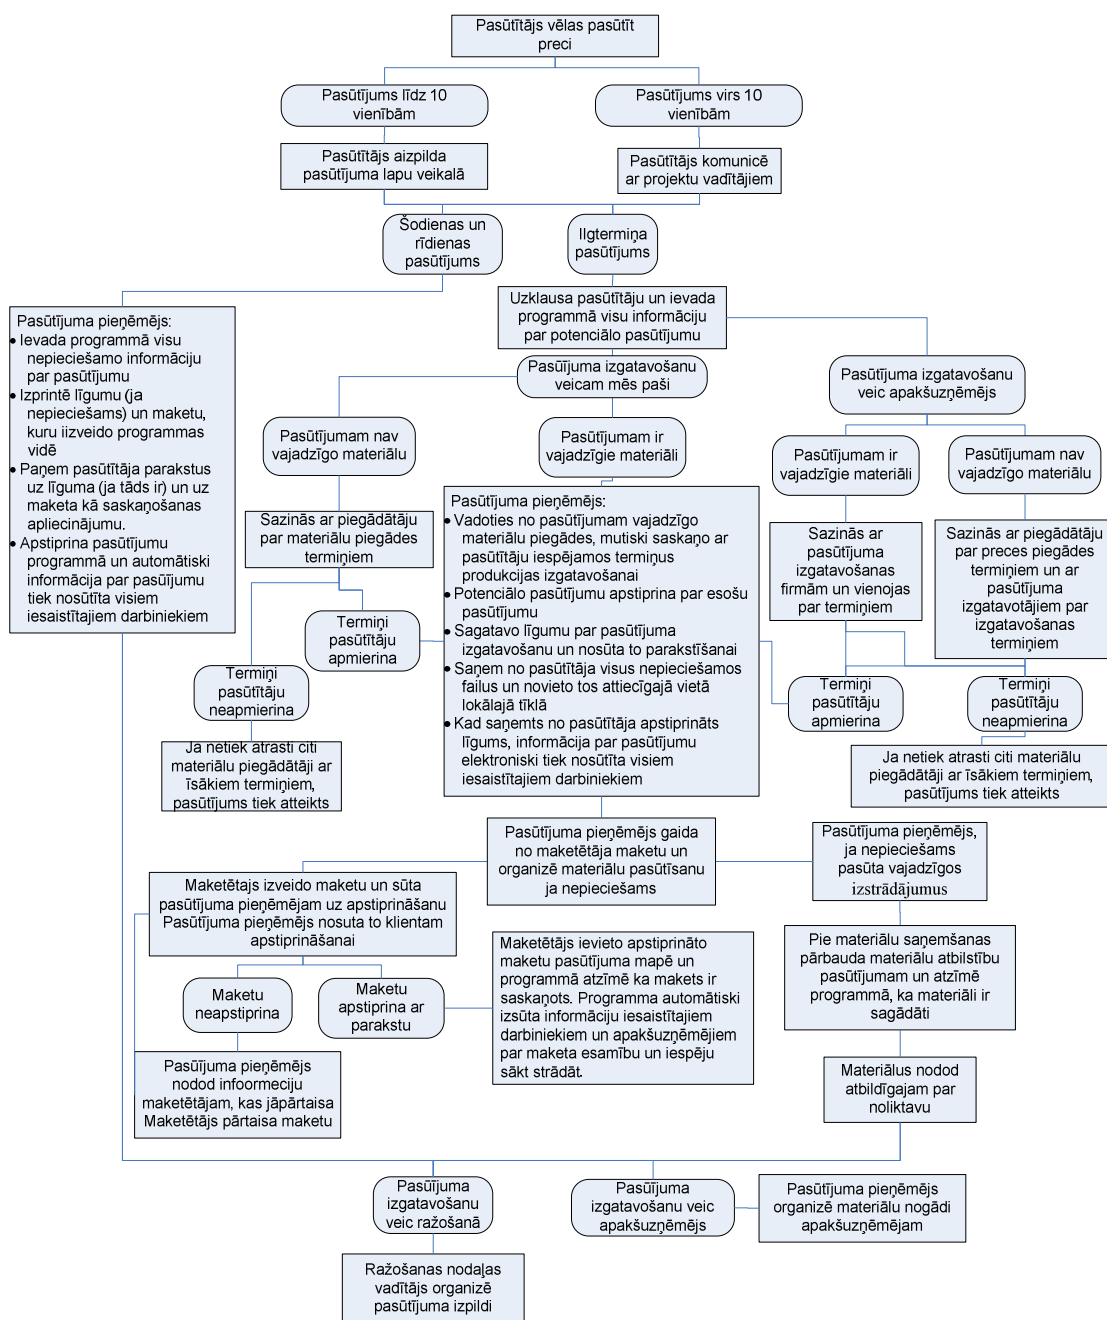 Pasūtītājs vēlas pasūtīt
preci
Pasūtījums līdz 10
vienībām
Pasūtījums virs 10
vienībām
Pasūtītājs aizpilda
pasūtījuma lapu veikalā
Pasūtītājs komunicē
ar projektu vadītājiem
Šodienas un
rīdienas
pasūtījums
Ilgtermiņa
pasūtījums
Uzklausa pasūtītāju un ievada
programmā visu informāciju
par potenciālo pasūtījumu
Pasūtījuma pieņēmējs:
• Ievada programmā visu
nepieciešamo informāciju
par pasūtījumu
• Izprintē līgumu (ja
nepieciešams) un maketu,
kuru iizveido programmas
vidē
• Paņem pasūtītāja parakstus
uz līguma (ja tāds ir) un uz
maketa kā saskaņošanas
apliecinājumu.
• Apstiprina pasūtījumu
programmā un automātiski
informācija par pasūījumu
tiek nosūtīta visiem
iesaistītajiem darbiniekiem
Pasūījuma izgatavošanu
veicam mēs paši
Pasūtījuma izgatavošanu
veic apakšuzņēmējs
Pasūtījumam nav
vajadzīgo materiālu
Pasūtījumam ir
vajadzīgie materiāli
Pasūtījumam ir
vajadzīgie materiāli
Pasūtījumam nav
vajadzīgo materiālu
Sazinās ar piegādātāju
par materiālu piegādes
termiņiem
Pasūtījuma pieņēmējs:
• Vadoties no pasūtījumam vajadzīgo
materiālu piegādes, mutiski saskaņo ar
pasūtītāju iespējamos termiņus
produkcijas izgatavošanai
• Potenciālo pasūtījumu apstiprina par esošu
pasūtījumu
• Sagatavo līgumu par pasūtījuma
izgatavošanu un nosūta to parakstīšanai
• Saņem no pasūtītāja visus nepieciešamos
failus un novieto tos attiecīgajā vietā
lokālajā tīklā
• Kad saņemts no pasūtītāja apstiprināts
līgums, informācija par pasūtījumu
elektroniski tiek nosūtīta visiem
iesaistītajiem darbiniekiem
Sazinās ar
pasūtījuma
izgatavošanas
firmām un vienojas
par termiņiem
Sazinās ar piegādātāju
par preces piegādes
termiņiem un ar
pasūtījuma
izgatavotājiem par
izgatavošanas
termiņiem
Termiņi
pasūtītāju
apmierina
Termiņi
pasūtītāju
neapmierina
Termiņi
pasūtītāju
apmierina
Termiņi
pasūtītāju
neapmierina
Ja netiek atrasti citi
materiālu piegādātāji ar
īsākiem termiņiem,
pasūtījums tiek atteikts
Ja netiek atrasti citi materiālu
piegādātāji ar īsākiem termiņiem,
pasūtījums tiek atteikts
Pasūtījuma pieņēmējs gaida
no maketētāja maketu un
organizē materiālu pasūtīsanu
ja nepieciešams
Pasūtījuma pieņēmējs,
ja nepieciešams
pasūta vajadzīgos
izstrādājumus
Maketētajs izveido maketu un sūta
pasūtījuma pieņēmējam uz apstiprināšanu
Pasūtījuma pieņēmējs nosuta to klientam
apstiprināšanai
Maketu
neapstiprina
Maketu
apstiprina ar
parakstu
Maketētājs ievieto apstiprināto
maketu pasūtījuma mapē un
programmā atzīmē ka makets ir
saskaņots. Programma automātiski
izsūta informāciju iesaistītajiem
darbiniekiem un apakšuzņēmējiem
par maketa esamību un iespēju
sākt strādāt.
Pie materiālu saņemšanas
pārbauda materiālu atbilstību
pasūtījumam un atzīmē
programmā, ka materiāli ir
sagādāti
Pasūījuma pieņēmējs
nodod infoormeciju
maketētājam, kas jāpārtaisa
Maketētājs pārtaisa maketu
Materiālus nodod
atbildīgajam par
noliktavu
Pasūījuma
izgatavošanu
veic ražošanā
Pasūījuma
izgatavošanu veic
apakšuzņēmējs
Pasūtījuma pieņēmējs
organizē materiālu nogādi
apakšuzņēmējam
Ražošanas nodaļas
vadītājs organizē
pasūtījuma izpildi